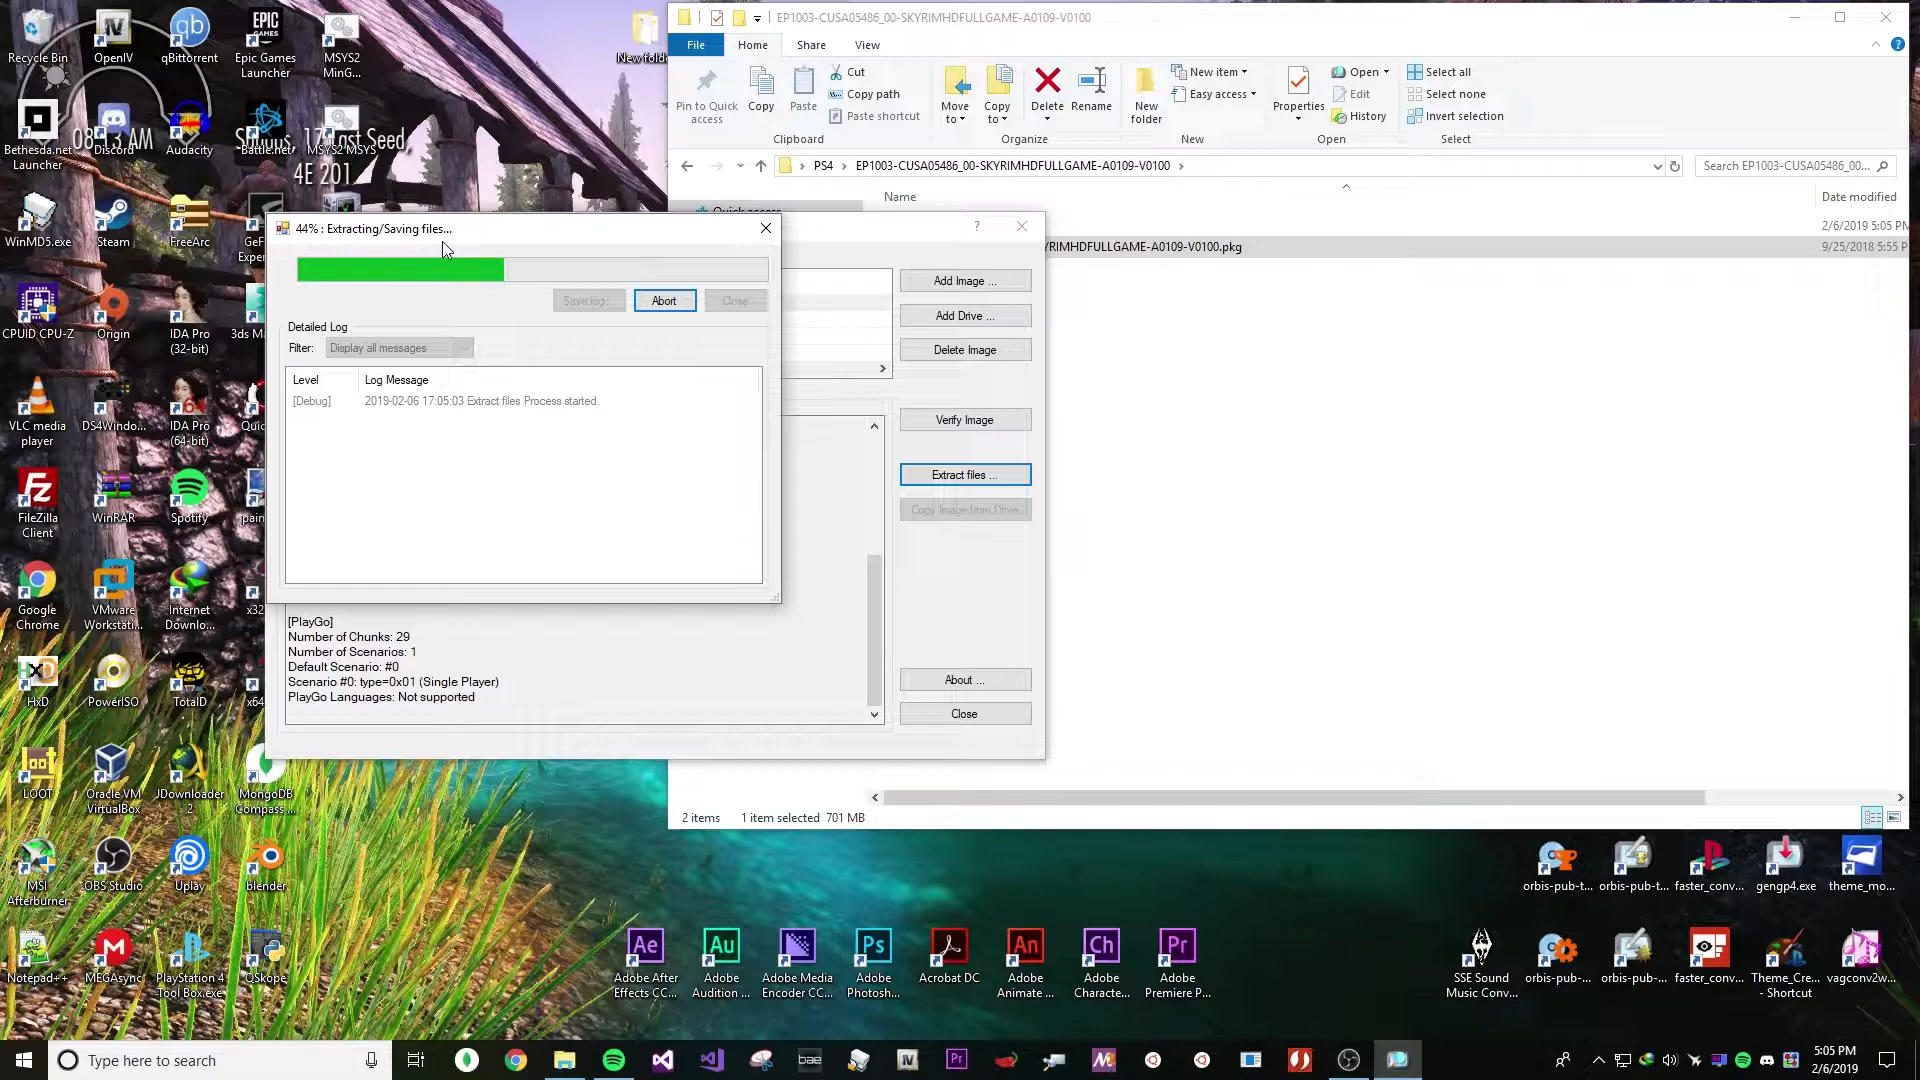 EP1003-CUSA05486_00-SKYRIMHDFULLGAME-A0109-V0100
File
Home
Share
View
Pin to Quick access
Copy
Paste
Cut
Copy path
Paste shortcut
Move to
Copy to
Delete
Rename
New folder
New item
Easy access
Properties
Open
Edit
History
Select all
Select none
Invert selection
Clipboard
Organize
New
Open
Select
PS4
EP1003-CUSA05486_00-SKYRIMHDFULLGAME-A0109-V0100
Search EP1003-CUSA05486_00...
Name
Date modified
2/6/2019 5:05 PM
YRIMHDFULLGAME-A0109-V0100.pkg
9/25/2018 5:55 P
2 items
1 item selected 701 MB
44% : Extracting/Saving files...
Save log..
Abort
Close
Detailed Log
Filter:
Display all messages
Level
Log Message
[Debug]
2019-02-06 17:05:03 Extract files Process started.
Add Image ...
Add Drive ...
Delete Image
Verify Image
Extract files ...
Copy Image from Drive...
About ...
Close
[PlayGo]
Number of Chunks: 29
Number of Scenarios: 1
Default Scenario: #0
Scenario #0: type=0x01 (Single Player)
PlayGo Languages: Not supported
Recycle Bin
OpenIV
qBittorrent
Epic Games Launcher
MSYS2 MinG...
Bethesda.net Launcher
Discord
Audacity
Battle.net
MSYS2 MSYS
4E 201
WinMD5.exe
Steam
FreeArc
CPUID CPU-Z
Origin
IDA Pro (32-bit)
VLC media player
DS4Windo...
IDA Pro (64-bit)
FileZilla Client
WinRAR
Spotify
Google Chrome
VMware Workstati...
Internet Downlo...
HxD
PowerISO
TotalD
LOOT
Oracle VM VirtualBox
JDownloader 2
MongoDB Compass ...
MSI Afterburner
OBS Studio
Uplay
blender
Notepad++
MEGAsync
PlayStation 4 Tool Box.exe
QSkope
Adobe After Effects CC...
Adobe Audition ...
Adobe Media Encoder CC...
Adobe Photosh...
Acrobat DC
Adobe Animate ...
Adobe Characte...
Adobe Premiere P...
orbis-pub-t...
orbis-pub-t...
faster_conv...
gengp4.exe
theme_mo...
SSE Sound Music Conv...
orbis-pub-...
orbis-pub-...
faster_conv...
Theme_Cre... - Shortcut
vagconv2w...
Type here to search
bae
5:05 PM
2/6/2019